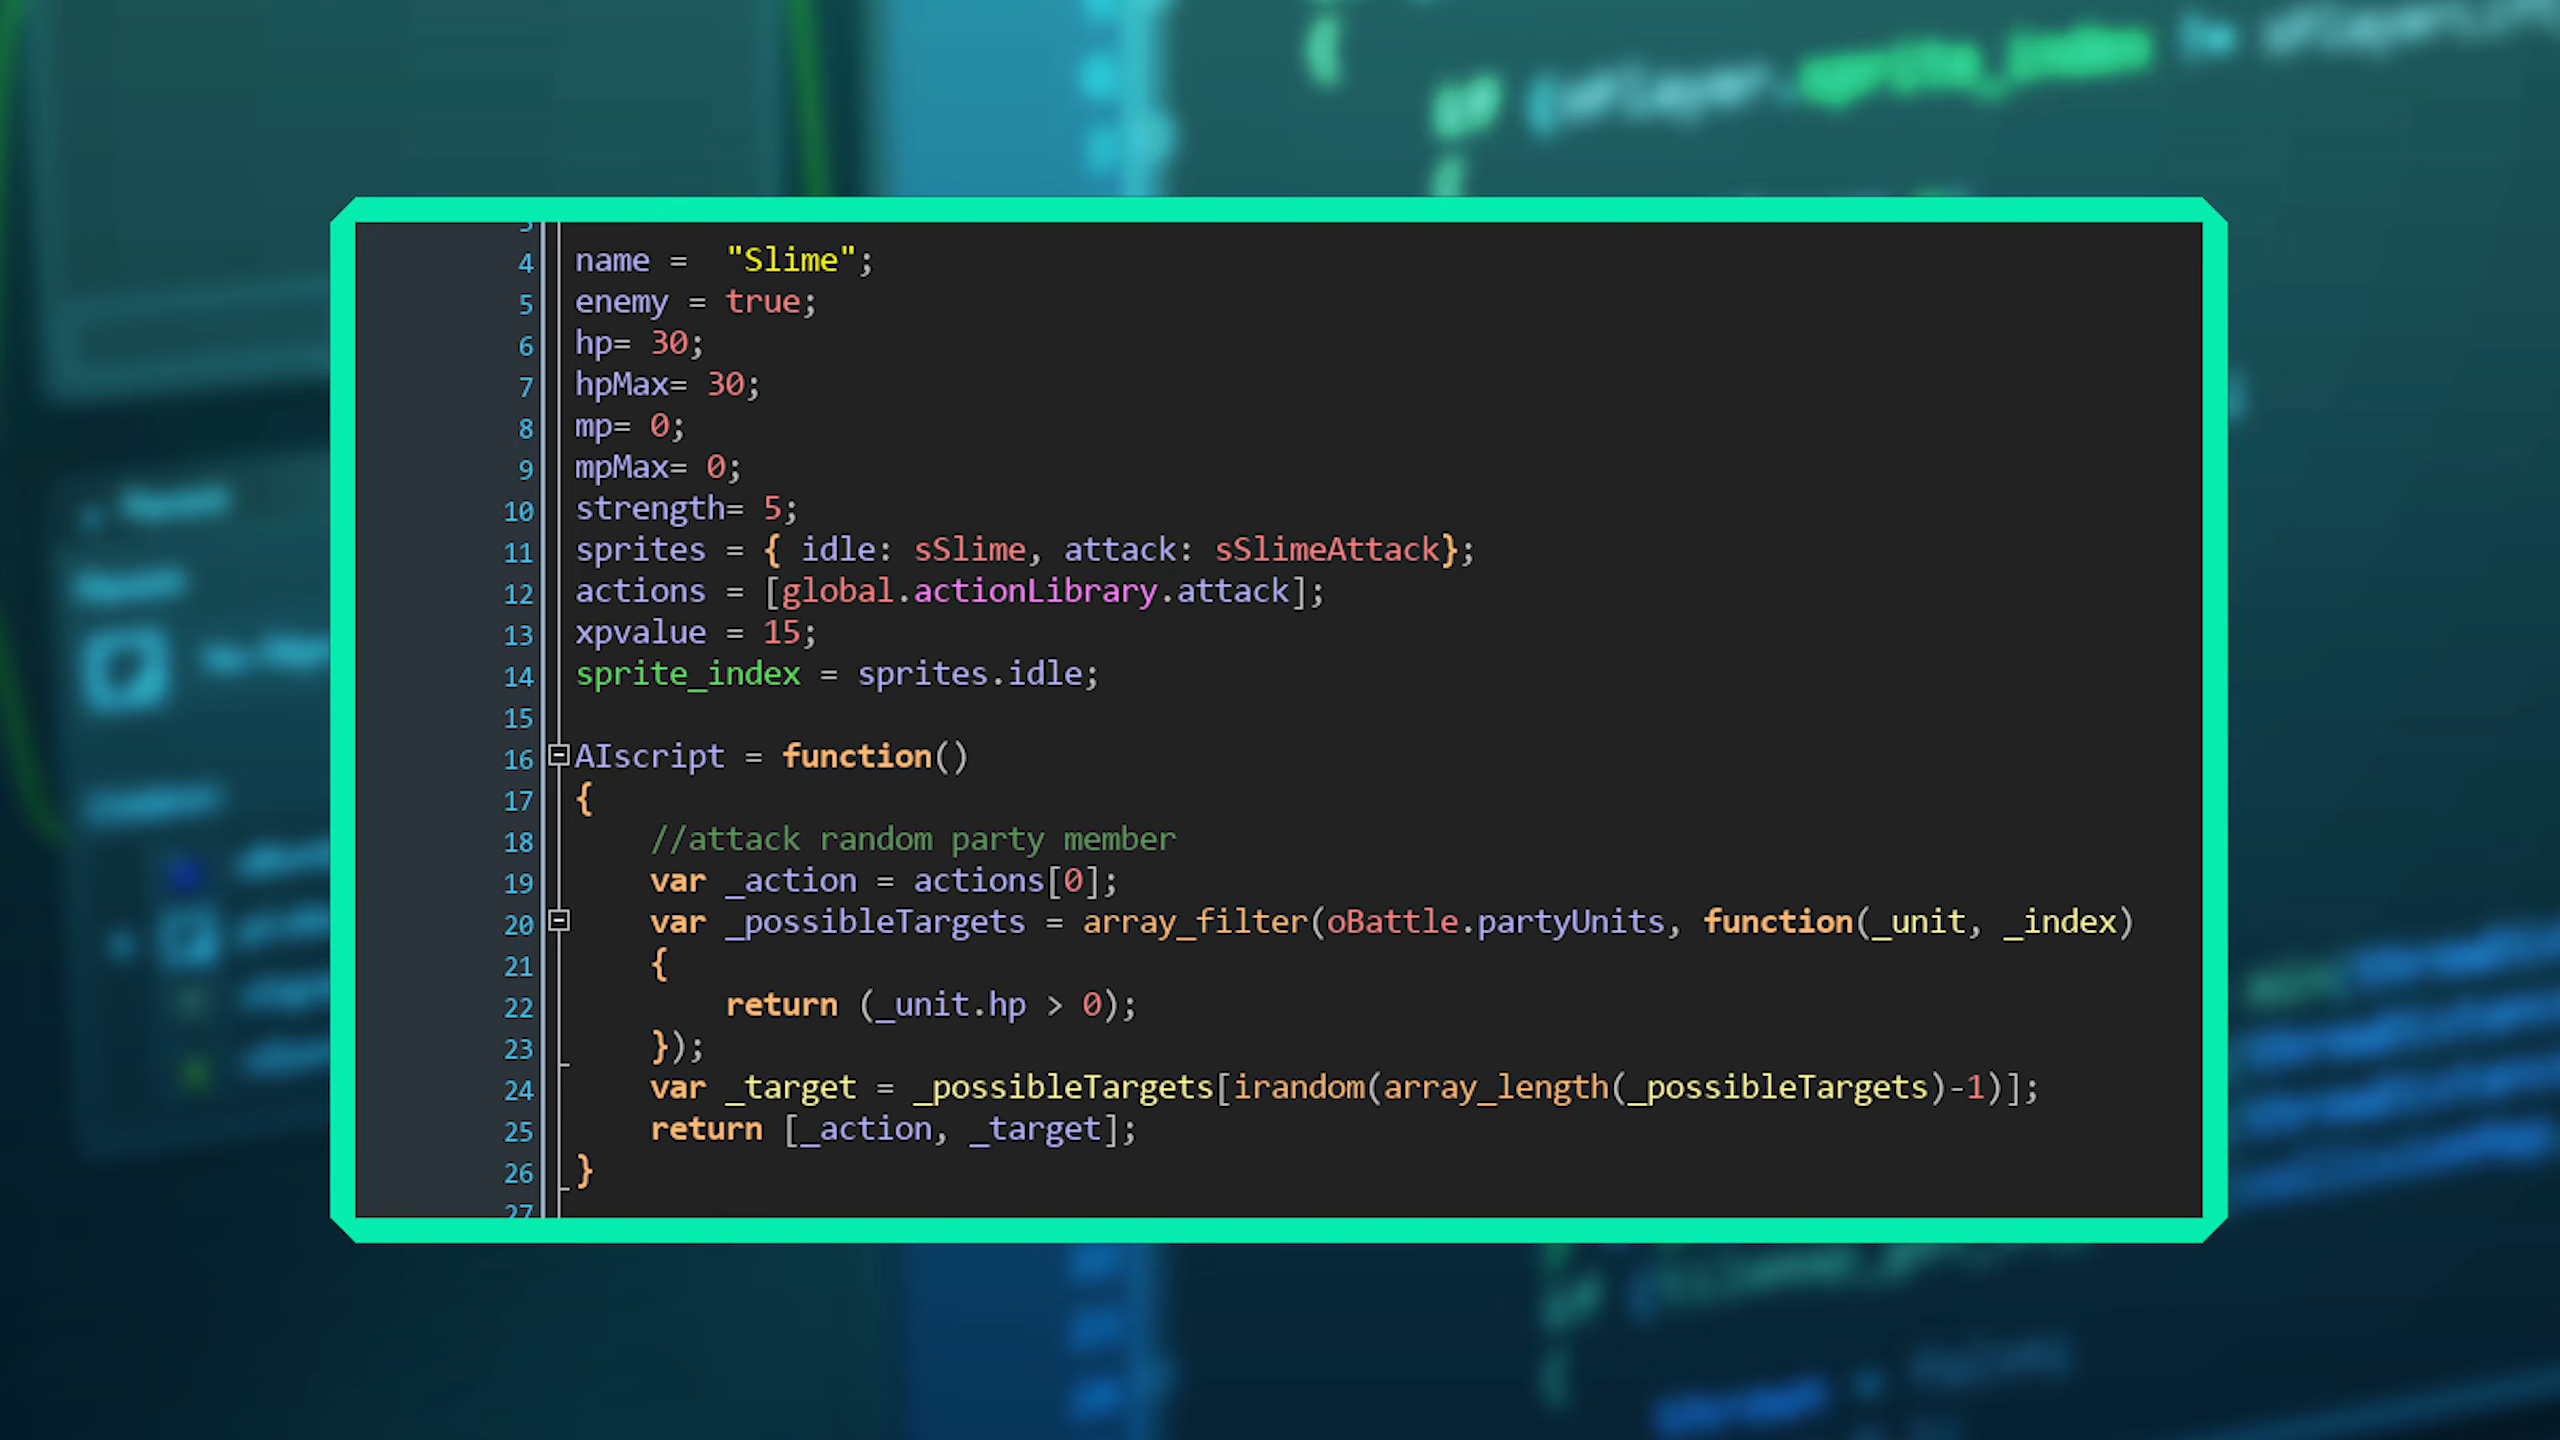 4 name =  "Slime";
5 enemy = true;
6 hp= 30;
7 hpMax= 30;
8 mp= 0;
9 mpMax= 0;
10 strength= 5;
11 sprites = { idle: sSlime, attack: sSlimeAttack};
12 actions = [global.actionLibrary.attack];
13 xpvalue = 15;
14 sprite_index = sprites.idle;
15
16 AIscript = function()
17 {
18     //attack random party member
19     var _action = actions[0];
20     var _possibleTargets = array_filter(oBattle.partyUnits, function(_unit, _index)
21     {
22         return (_unit.hp > 0);
23     });
24     var _target = _possibleTargets[irandom(array_length(_possibleTargets)-1)];
25     return [_action, _target];
26 }
27